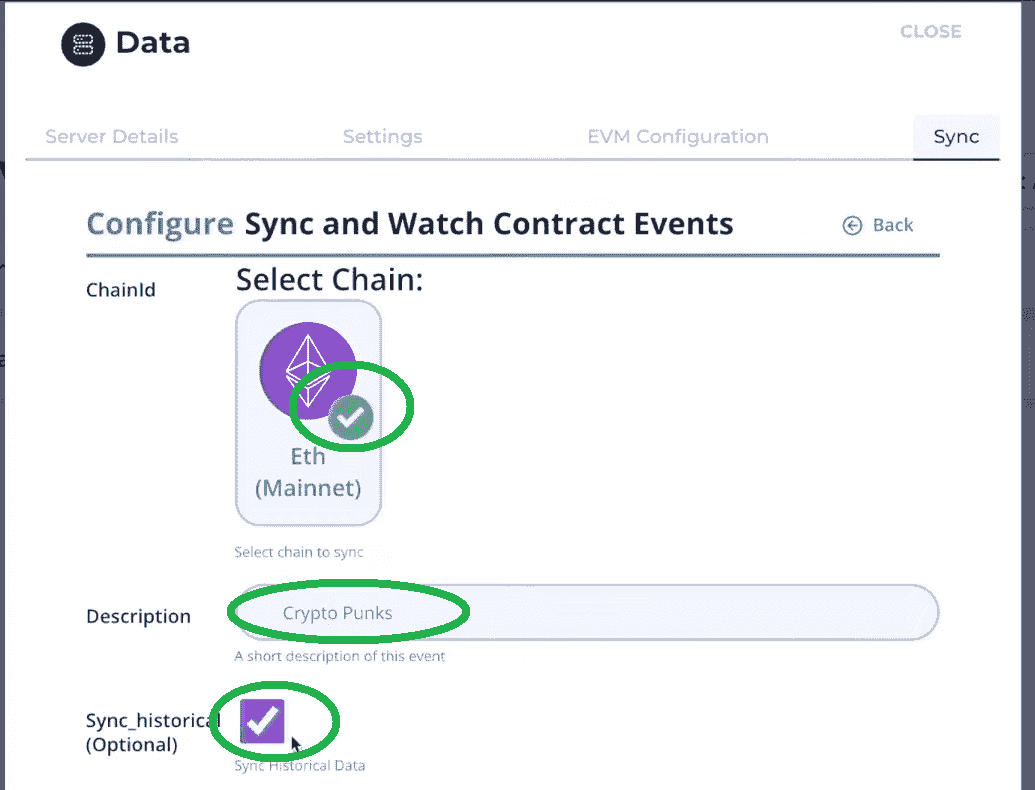 Data
CLOSE
Server Details
Settings
EVM Configuration
Sync
Configure Sync and Watch Contract Events
Back
ChainId
Select Chain:
Eth
(Mainnet)
Select chain to sync
Description
Crypto Punks
A short description of this event
Sync_historical
(Optional)
Sync Historical Data